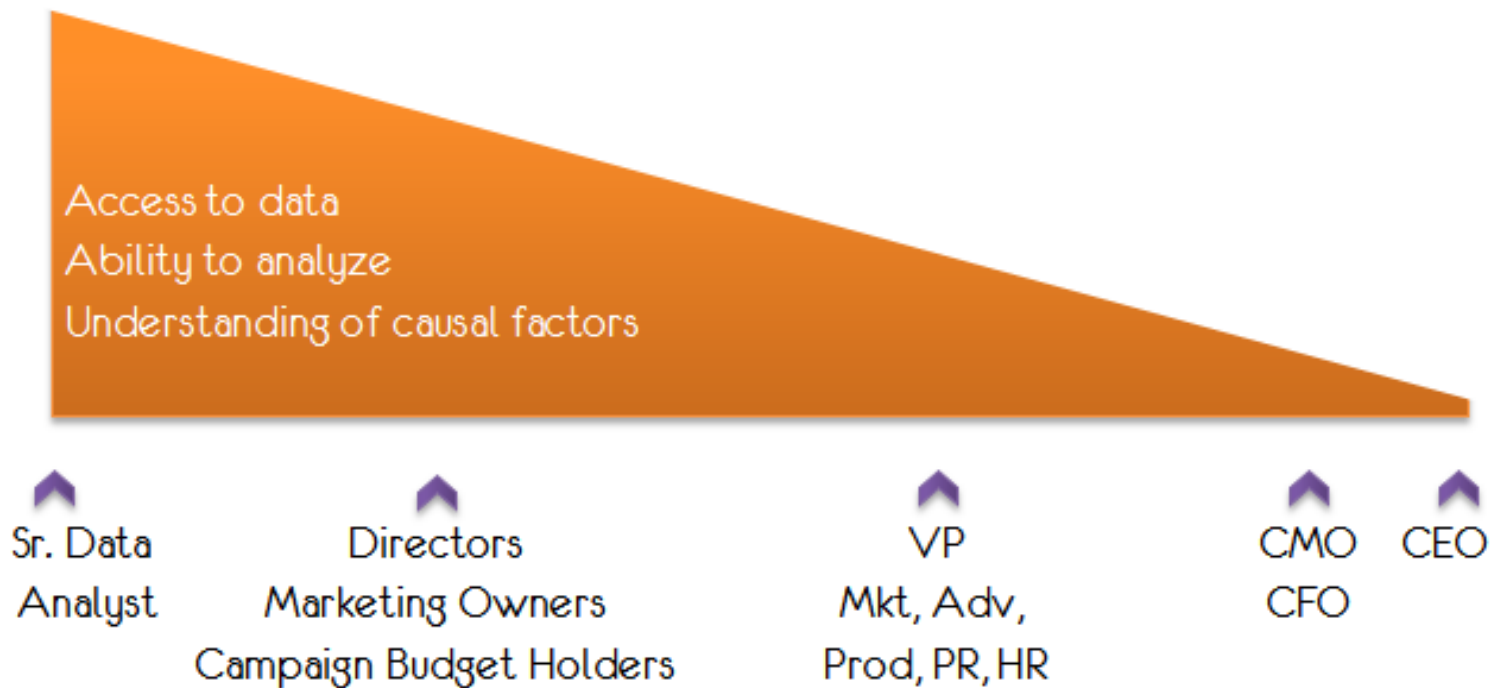 Access to data
Ability to analyze
Understanding of causal factors
Sr. Data
Analyst
Directors
Marketing Owners
Campaign Budget Holders
VP
Mkt, Adv,
Prod, PR, HR
CMO
CFO
CEO